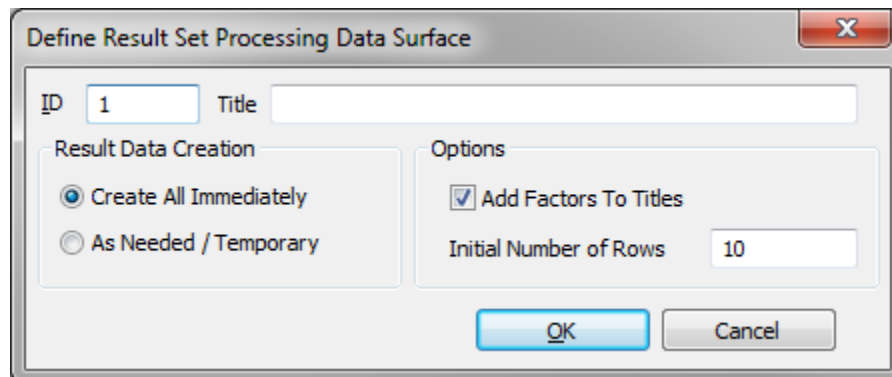 Define Result Set Processing Data Surface
ID 1 Title
Result Data Creation Options
Create All Immediately Add Factors To Titles
As Needed / Temporary Initial Number of Rows 10
OK Cancel